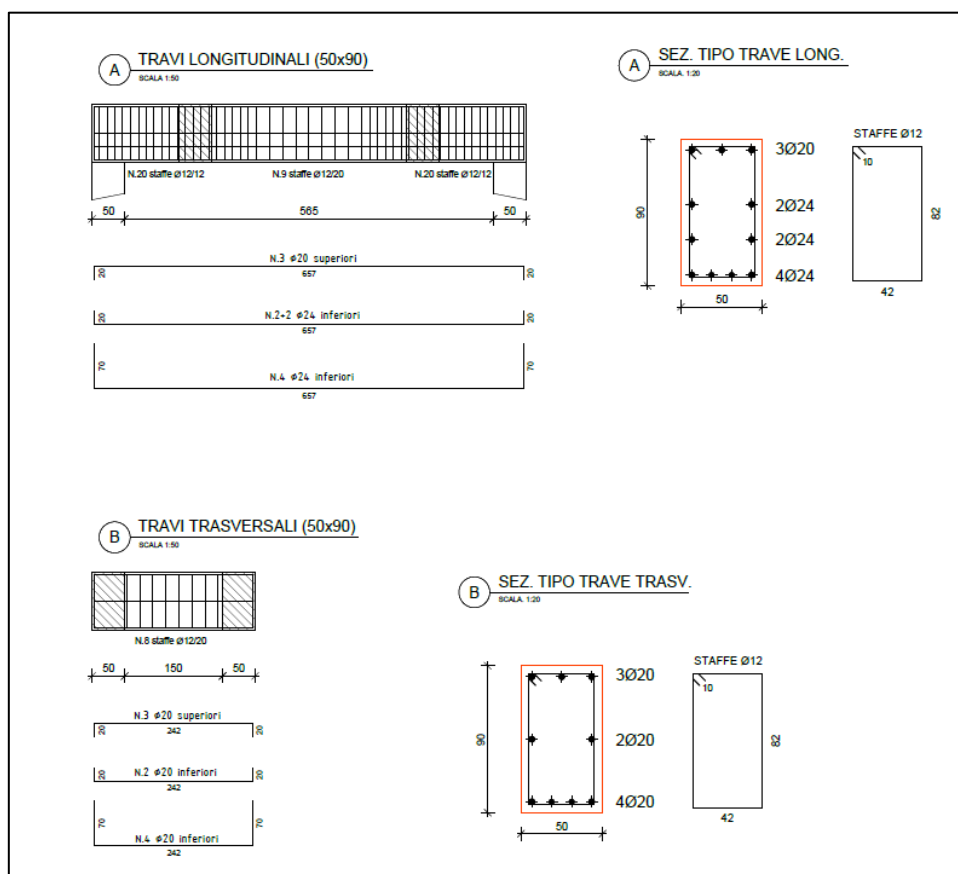 A
TRAVI LONGITUDINALI (50x90)
SCALA 1:50
N.20 staffe Ø12/12
N.9 staffe Ø12/20
N.20 staffe Ø12/12
50
565
50
N.3 ø20 superiori
20
657
20
N.2+2 ø24 inferiori
20
657
20
70
N.4 ø24 inferiori
70
657
A
SEZ. TIPO TRAVE LONG.
SCALA. 1:20
3Ø20
2Ø24
2Ø24
4Ø24
90
50
STAFFE Ø12
10
82
42
B
TRAVI TRASVERSALI (50x90)
SCALA 1:50
N.8 staffe Ø12/20
50
150
50
N.3 ø20 superiori
20
242
20
N.2 ø20 inferiori
20
242
20
70
N.4 ø20 inferiori
70
242
B
SEZ. TIPO TRAVE TRASV.
SCALA. 1:20
3Ø20
2Ø20
4Ø20
90
50
STAFFE Ø12
10
82
42